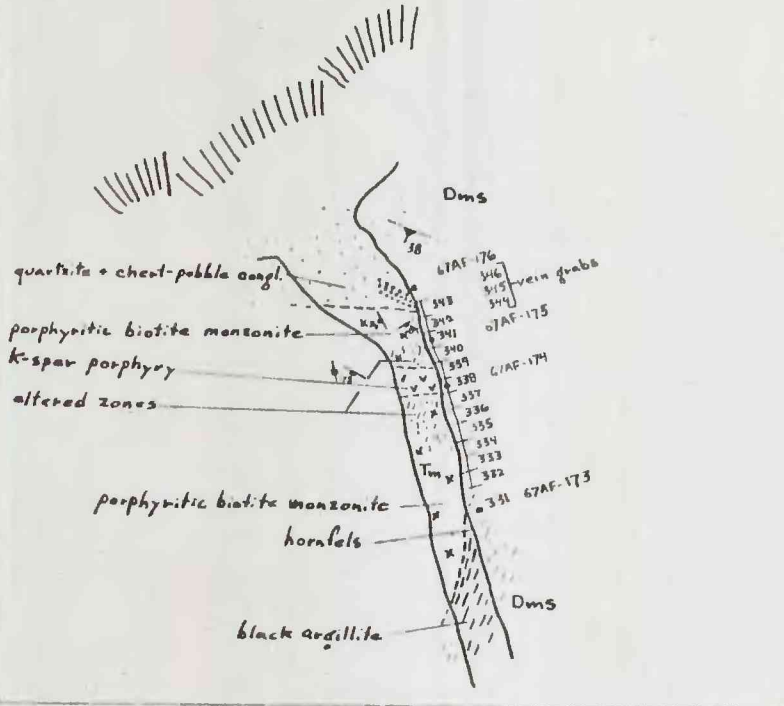 Dms
38
67AF-176
346
345
344
vein grabs
quartzite + chert-pebble congl.
343
342
67AF-175
341
porphyritic biotite monzonite
340
K-spar porphyry
339
67AF-174
338
altered zones
337
336
335
334
333
Tm
332
porphyritic biotite monzonite
331
67AF-173
hornfels
Dms
black argillite